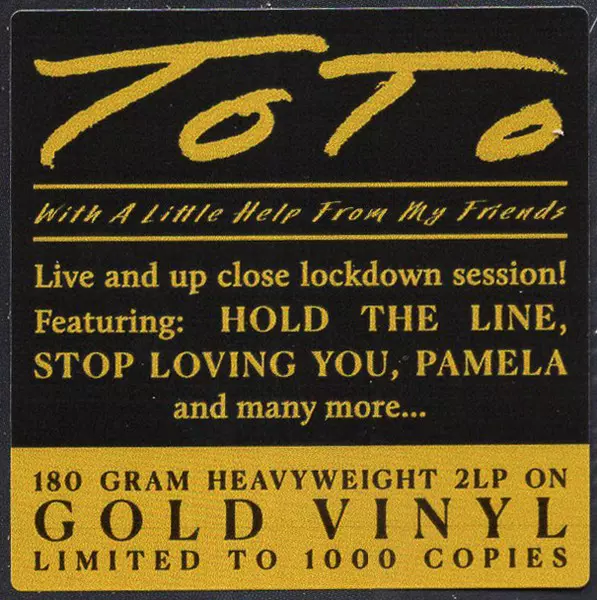 TOTO
With A Little Help From My Friends
Live and up close lockdown session!
Featuring: HOLD THE LINE,
STOP LOVING YOU, PAMELA
and many more...
180 GRAM HEAVYWEIGHT 2LP ON
GOLD VINYL
LIMITED TO 1000 COPIES